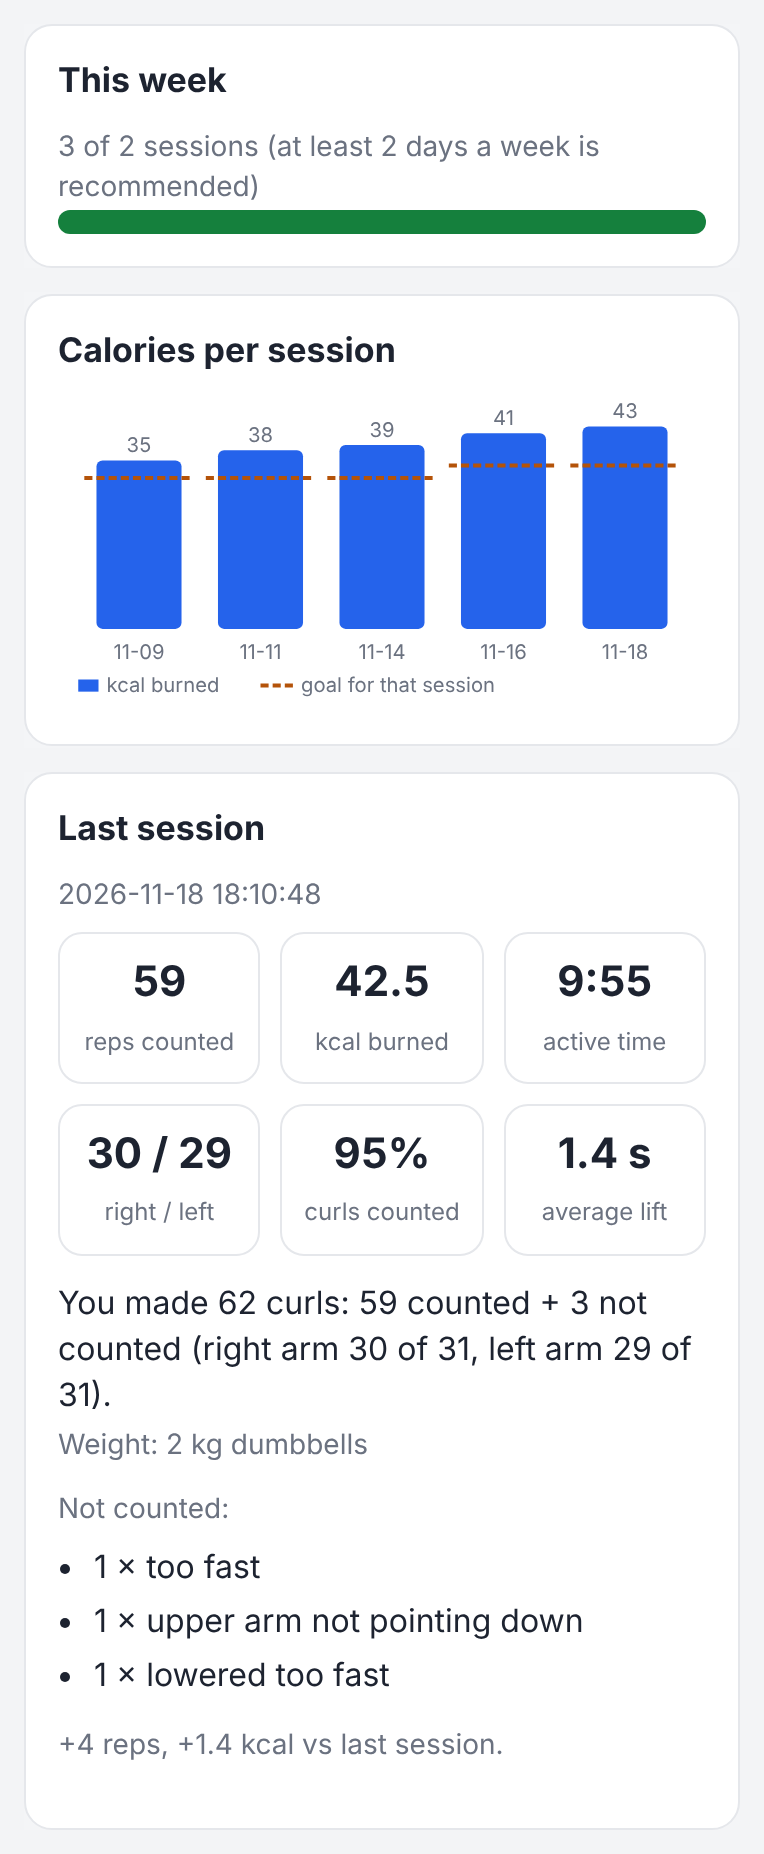 This week
3 of 2 sessions (at least 2 days a week is
recommended)
Calories per session
35
38
39
41
43
11-09
11-11
11-14
11-16
11-18
kcal burned
goal for that session
Last session
2026-11-18 18:10:48
59
reps counted
42.5
kcal burned
9:55
active time
30 / 29
right / left
95%
curls counted
1.4 s
average lift
You made 62 curls: 59 counted + 3 not
counted (right arm 30 of 31, left arm 29 of
31).
Weight: 2 kg dumbbells
Not counted:
• 1 × too fast
• 1 × upper arm not pointing down
• 1 × lowered too fast
+4 reps, +1.4 kcal vs last session.